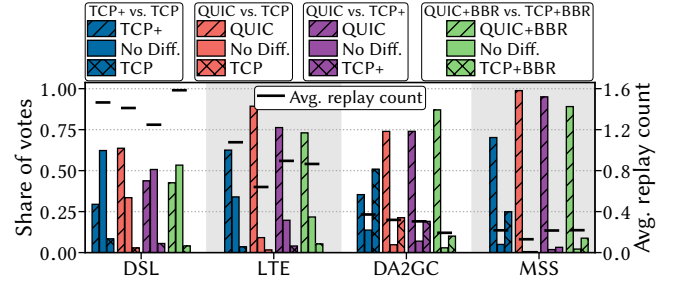 TCP+ vs. TCP
TCP+
No Diff.
TCP
QUIC vs. TCP
QUIC
No Diff.
TCP
QUIC vs. TCP+
QUIC
No Diff.
TCP+
QUIC+BBR vs TCP+BBR
QUIC+BBR
No Diff.
TCP+BBR
Avg. replay count
Share of votes
1.00
0.75
0.50
0.25
0.00
DSL
LTE
DA2GC
MSS
1.6
1.2
0.8
0.4
0.0
Avg. replay count